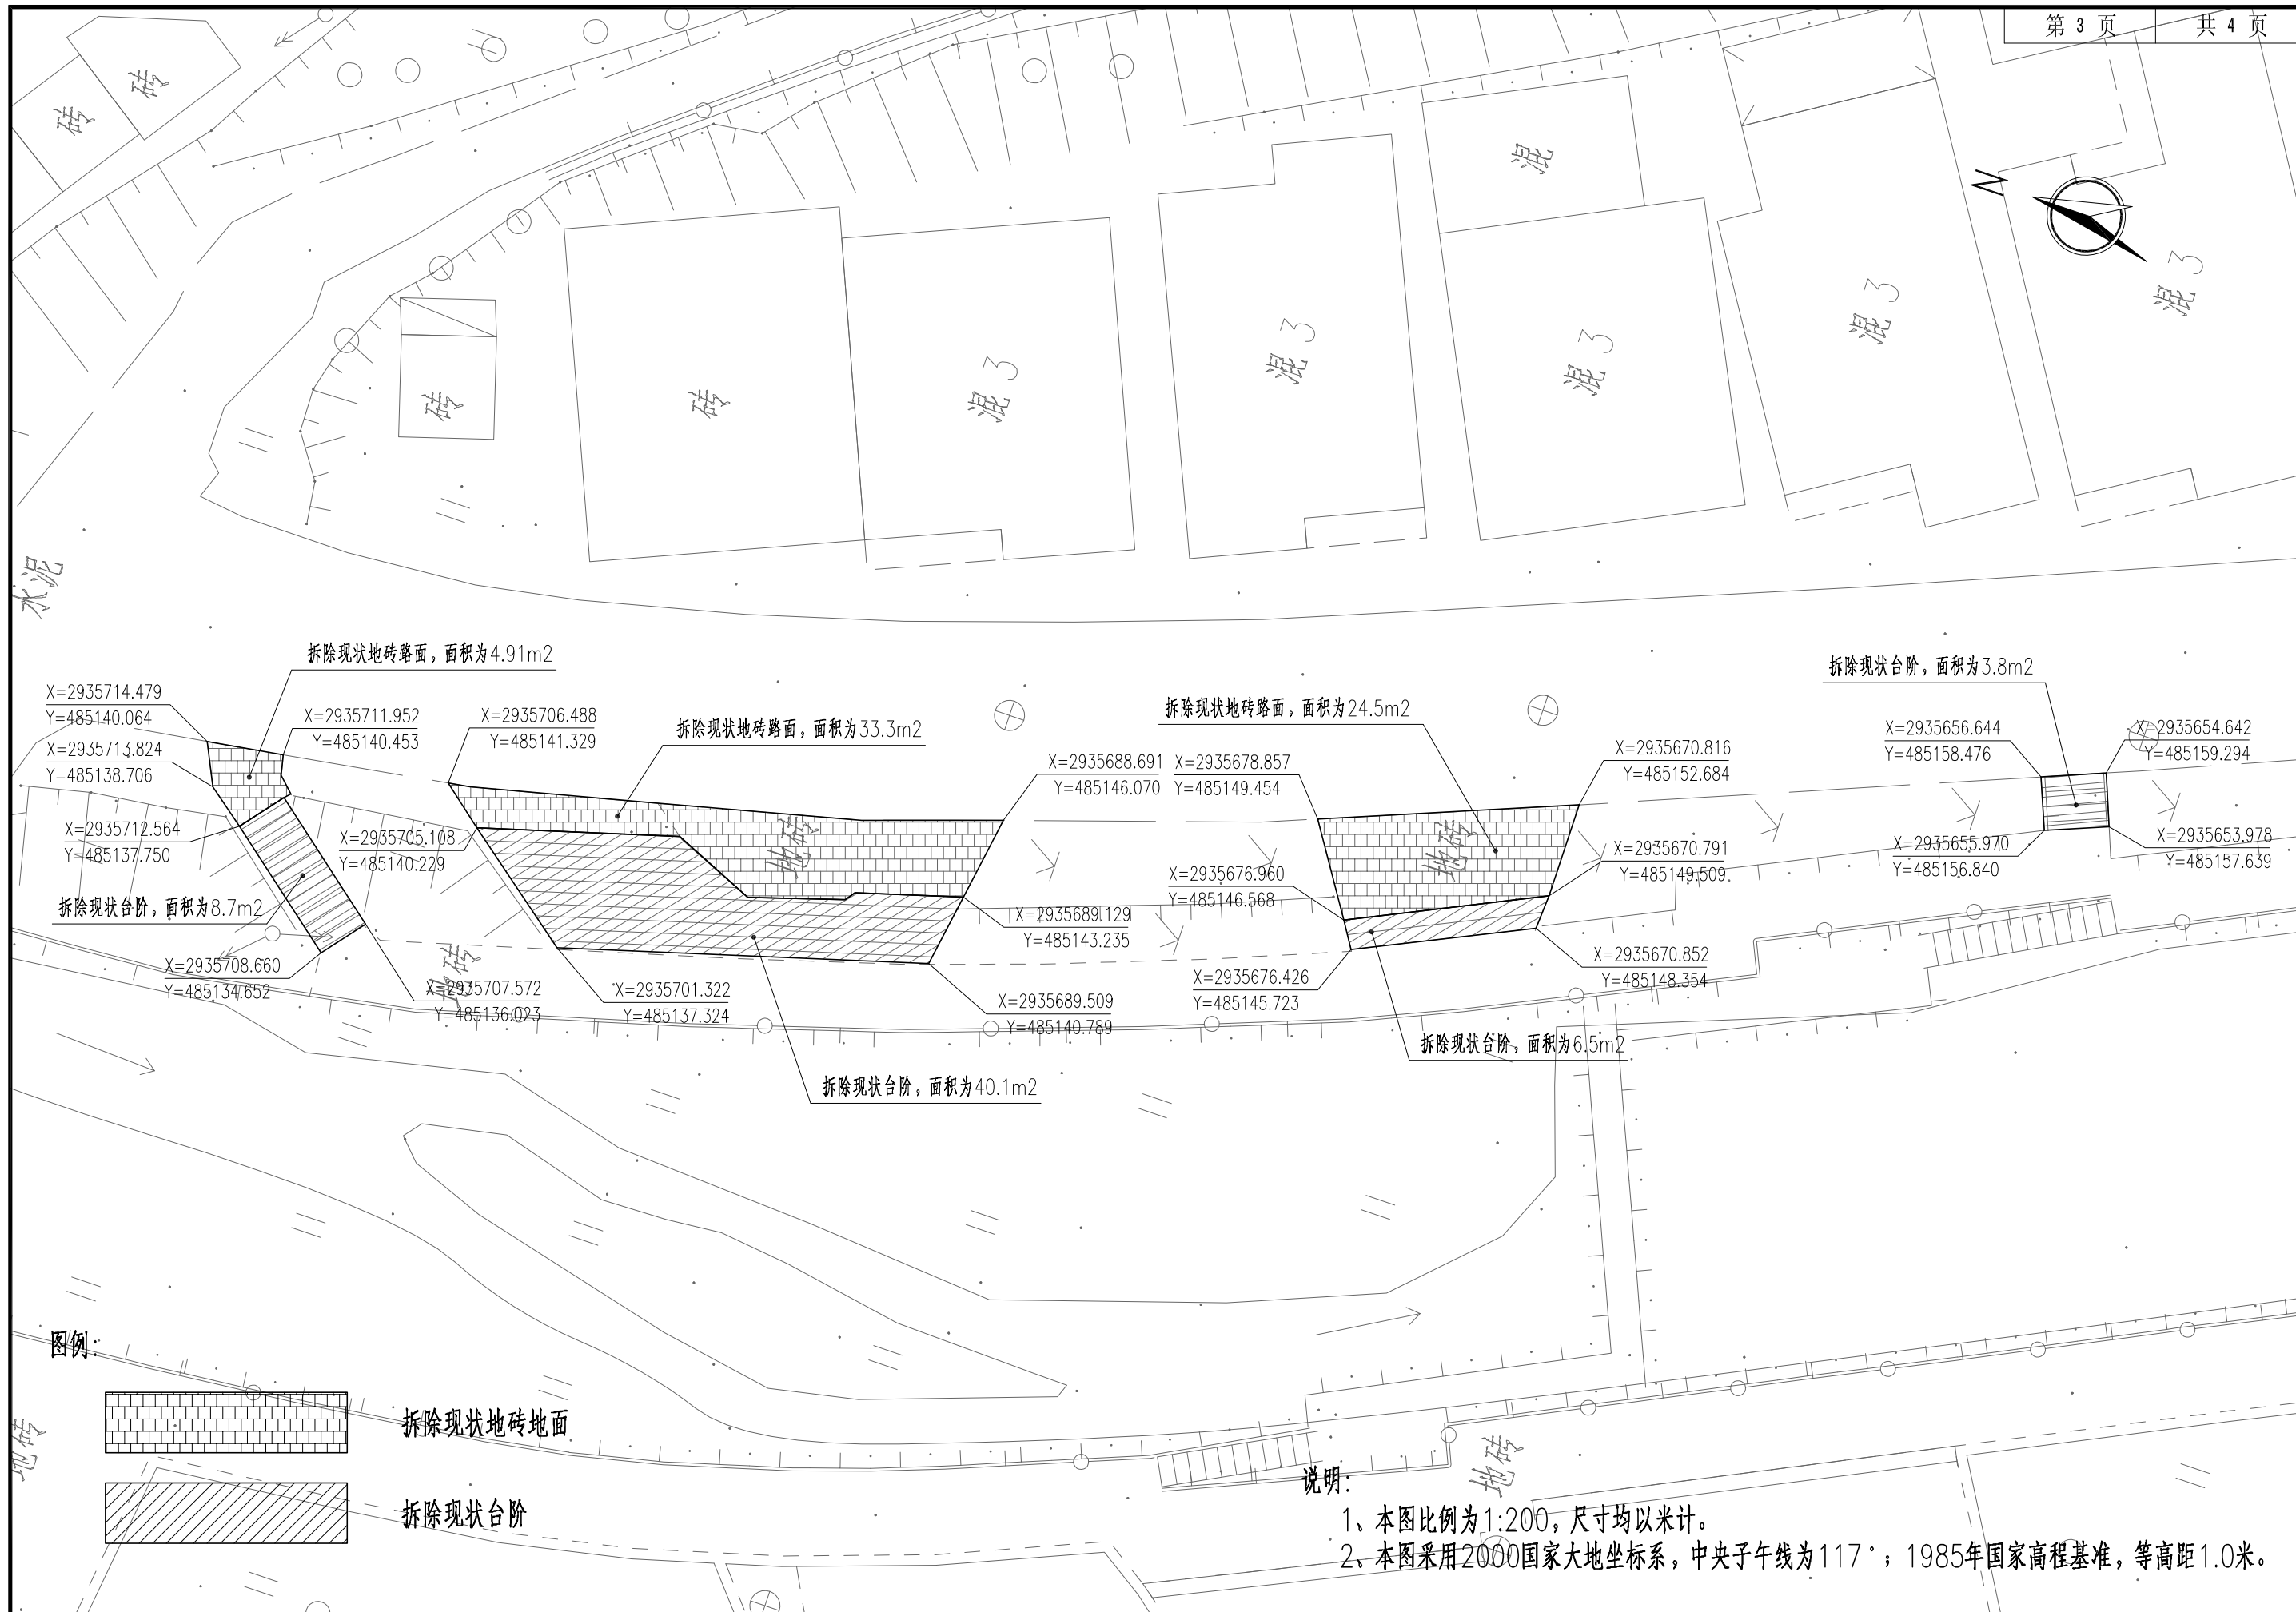 第 3 页
共 4 页
砖
砖
混
N
混 3
混 3
混 3
混 3
混 3
砖
砖
水泥
拆除现状地砖路面，面积为4.91m2
拆除现状台阶，面积为3.8m2
X=2935714.479
Y=485140.064
X=2935711.952
Y=485140.453
X=2935706.488
Y=485141.329
拆除现状地砖路面，面积为33.3m2
拆除现状地砖路面，面积为24.5m2
X=2935656.644
Y=485158.476
X=2935654.642
Y=485159.294
X=2935713.824
Y=485138.706
X=2935688.691
Y=485146.070
X=2935678.857
Y=485149.454
X=2935670.816
Y=485152.684
X=2935712.564
Y=485137.750
X=2935705.108
Y=485140.229
地砖
地砖
X=2935670.791
Y=485149.509
X=2935655.970
Y=485156.840
X=2935653.978
Y=485157.639
X=2935676.960
Y=485146.568
拆除现状台阶，面积为8.7m2
X=2935689.129
Y=485143.235
X=2935708.660
Y=485134.652
地砖
X=2935707.572
Y=485136.023
X=2935701.322
Y=485137.324
X=2935689.509
Y=485140.789
X=2935676.426
Y=485145.723
X=2935670.852
Y=485148.354
拆除现状台阶，面积为6.5m2
拆除现状台阶，面积为40.1m2
图例：
拆除现状地砖地面
地砖
拆除现状台阶
地砖
说明：
1、本图比例为1:200，尺寸均以米计。
2、本图采用2000国家大地坐标系，中央子午线为117°；1985年国家高程基准，等高距1.0米。